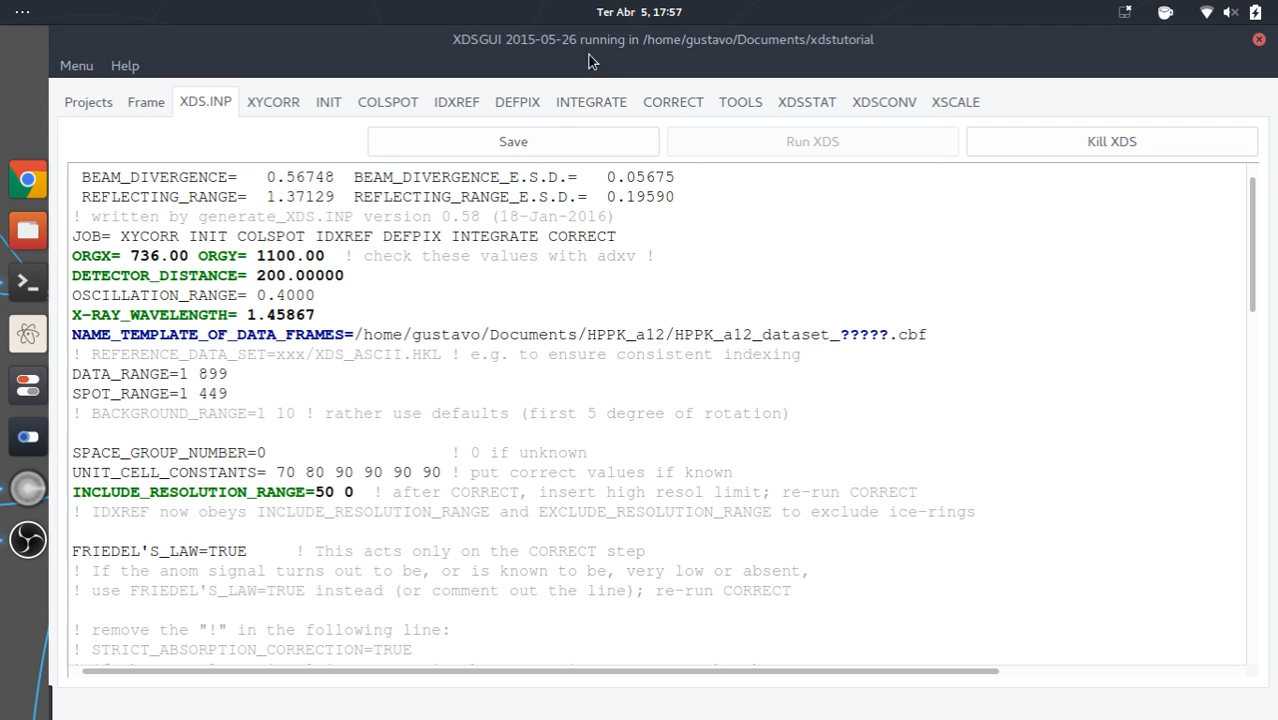 Ter Abr 5, 17:57
XDSGUI 2015-05-26 running in /home/gustavo/Documents/xdstutorial
Menu Help
Projects Frame XDS.INP XYCORR INIT COLSPOT IDXREF DEFPIX INTEGRATE CORRECT TOOLS XDSSTAT XDSCONV XSCALE
Save Run XDS Kill XDS
BEAM_DIVERGENCE= 0.56748 BEAM_DIVERGENCE_E.S.D.= 0.05675
REFLECTING_RANGE= 1.37129 REFLECTING_RANGE_E.S.D.= 0.19590
! written by generate_XDS.INP version 0.58 (18-Jan-2016)
JOB= XYCORR INIT COLSPOT IDXREF DEFPIX INTEGRATE CORRECT
ORGX= 736.00 ORGY= 1100.00 ! check these values with adxv !
DETECTOR_DISTANCE= 200.00000
OSCILLATION_RANGE= 0.4000
X-RAY_WAVELENGTH= 1.45867
NAME_TEMPLATE_OF_DATA_FRAMES=/home/gustavo/Documents/HPPK_a12/HPPK_a12_dataset_?????.cbf
! REFERENCE_DATA_SET=xxx/XDS_ASCII.HKL ! e.g. to ensure consistent indexing
DATA_RANGE=1 899
SPOT_RANGE=1 449
! BACKGROUND_RANGE=1 10 ! rather use defaults (first 5 degree of rotation)
SPACE_GROUP_NUMBER=0 ! 0 if unknown
UNIT_CELL_CONSTANTS= 70 80 90 90 90 90 ! put correct values if known
INCLUDE_RESOLUTION_RANGE=50 0 ! after CORRECT, insert high resol limit; re-run CORRECT
! IDXREF now obeys INCLUDE_RESOLUTION_RANGE and EXCLUDE_RESOLUTION_RANGE to exclude ice-rings
FRIEDEL'S_LAW=TRUE ! This acts only on the CORRECT step
! If the anom signal turns out to be, or is known to be, very low or absent,
! use FRIEDEL'S_LAW=TRUE instead (or comment out the line); re-run CORRECT
! remove the "!" in the following line:
! STRICT_ABSORPTION_CORRECTION=TRUE